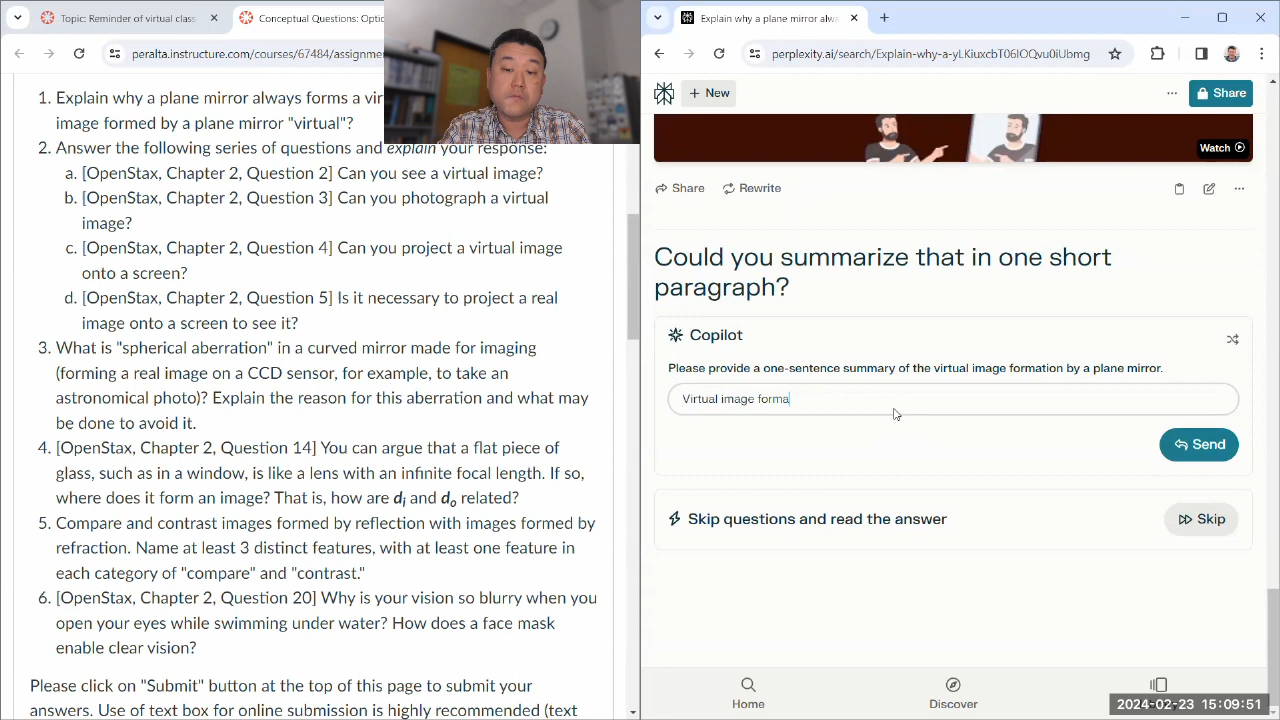 Topic: Reminder of virtual class
Conceptual Questions: Optic
peralta.instructure.com/courses/67484/assignme
1. Explain why a plane mirror always forms a vir
image formed by a plane mirror "virtual"?
2. Answer the following series of questions and explain your response:
a. [OpenStax, Chapter 2, Question 2] Can you see a virtual image?
b. [OpenStax, Chapter 2, Question 3] Can you photograph a virtual
image?
c. [OpenStax, Chapter 2, Question 4] Can you project a virtual image
onto a screen?
d. [OpenStax, Chapter 2, Question 5] Is it necessary to project a real
image onto a screen to see it?
3. What is "spherical aberration" in a curved mirror made for imaging
(forming a real image on a CCD sensor, for example, to take an
astronomical photo)? Explain the reason for this aberration and what may
be done to avoid it.
4. [OpenStax, Chapter 2, Question 14] You can argue that a flat piece of
glass, such as in a window, is like a lens with an infinite focal length. If so,
where does it form an image? That is, how are di and do related?
5. Compare and contrast images formed by reflection with images formed by
refraction. Name at least 3 distinct features, with at least one feature in
each category of "compare" and "contrast."
6. [OpenStax, Chapter 2, Question 20] Why is your vision so blurry when you
open your eyes while swimming under water? How does a face mask
enable clear vision?
Please click on "Submit" button at the top of this page to submit your
answers. Use of text box for online submission is highly recommended (text
Explain why a plane mirror alwa
perplexity.ai/search/Explain-why-a-yLKiuxcbT06IOQvu0iUbmg
+ New
Share
Watch
Share
Rewrite
Could you summarize that in one short
paragraph?
Copilot
Please provide a one-sentence summary of the virtual image formation by a plane mirror.
Virtual image forma
Send
Skip questions and read the answer
Skip
Home
Discover
2024-02-23 15:09:51